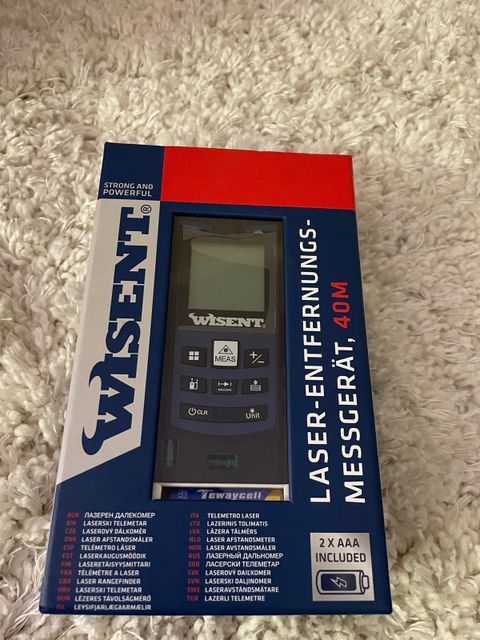 STRONG AND
POWERFUL
WISENT®
LASER-ENTFERNUNGS-
MESSGERÄT, 40M
WISENT®
MEAS
+/-
CLR
Unit
Tewaycell
2 X AAA
INCLUDED
BGR ЛАЗЕРЕН ДАЛЕКОМЕР
BIH LASERSKI TELEMETAR
CZE LASEROVÝ DÁLKOMĚR
DNK LASER AFSTANDSMÅLER
ESP TELÉMETRO LÁSER
EST LASERKAUGUSMÕÕDIK
FIN LASERETÄISYYSMITTARI
FRA TÉLÉMÈTRE A LASER
GBR LASER RANGEFINDER
HRV LASERSKI TELEMETAR
HUN LÉZERES TÁVOLSÁGMÉRŐ
ISL LEYSIFJARLÆGÐARMÆLIR
ITA TELEMETRO LASER
LTU LAZERINIS TOLIMATIS
LVA LĀZERA TĀLMĒRS
NLD LASER AFSTANDSMETER
NOR LASER AVSTANDSMÅLER
RUS ЛАЗЕРНЫЙ ДАЛЬНОМЕР
SRB ЛАСЕРСКИ ТЕЛЕМЕТАР
SVK LASEROVÝ DIAĽKOMER
SVN LASERSKI DALJINOMER
SWE LASERAVSTÅNDSMÄTARE
TUR LAZERLI TELEMETRE